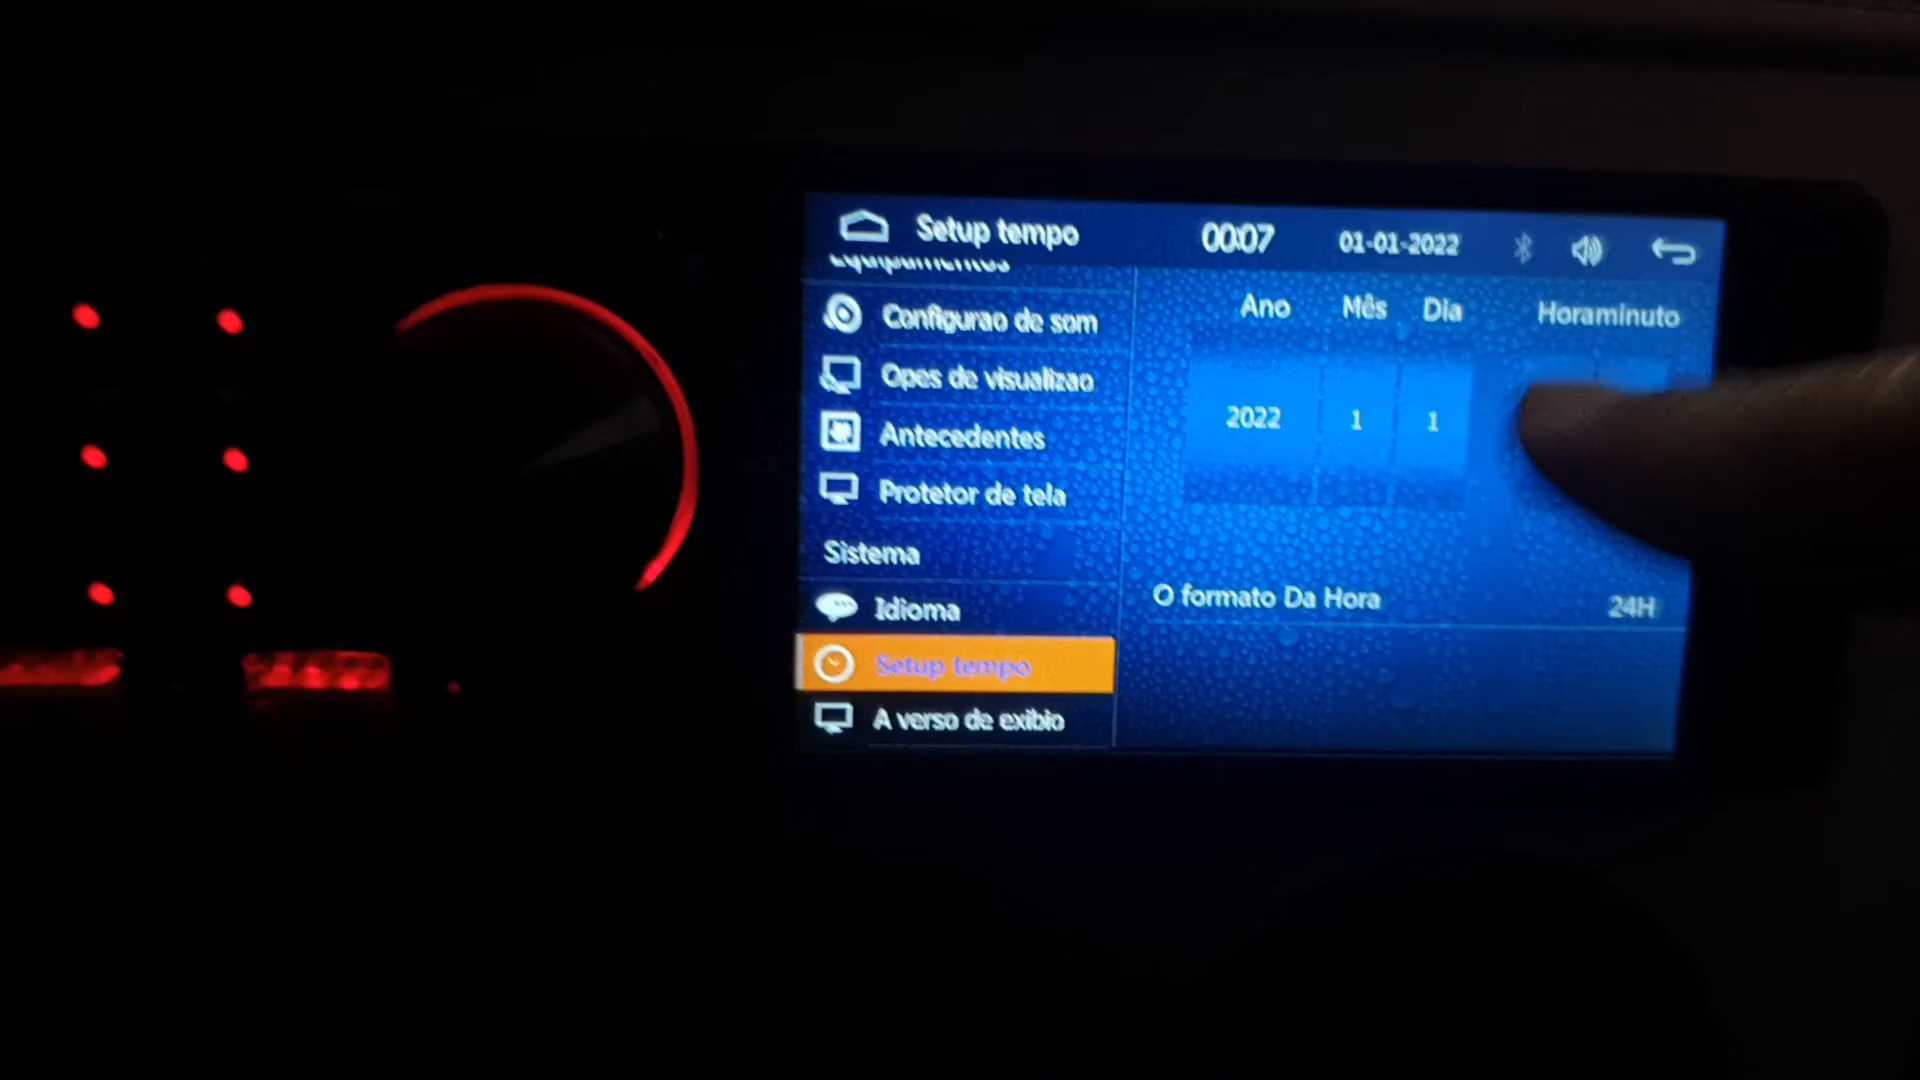 Setup tempo 00:07 01-01-2022
Equipamentos
Configurao de som
Opes de visualizao
Antecedentes
Protetor de tela
Sistema
Idioma
Setup tempo
A verso de exibio
Ano Mês Dia Horaminuto
2022 1 1
O formato Da Hora 24H